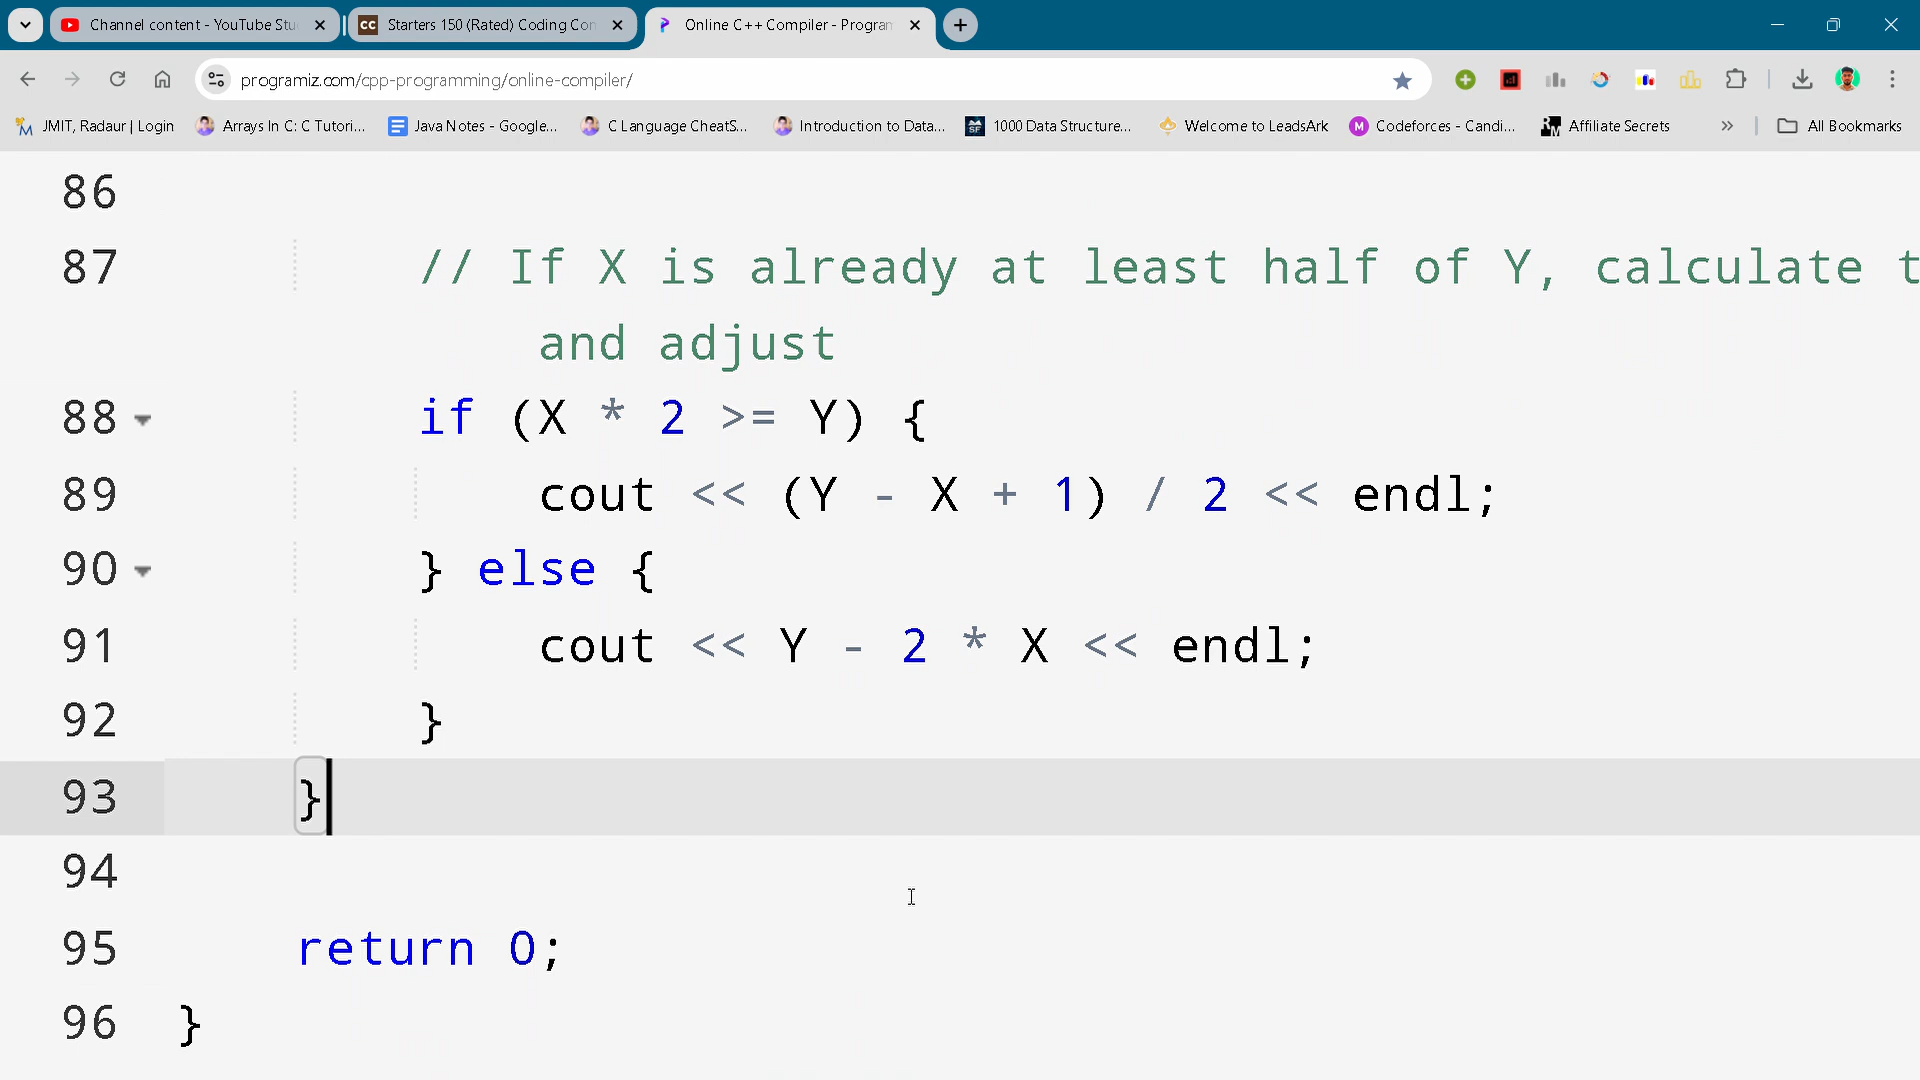 Channel content - YouTube Stu
Starters 150 (Rated) Coding Con
Online C++ Compiler - Program
programiz.com/cpp-programming/online-compiler/
JMIT, Radaur | Login
Arrays In C: C Tutori...
Java Notes - Google...
C Language CheatS...
Introduction to Data...
1000 Data Structure...
Welcome to LeadsArk
Codeforces - Candi...
Affiliate Secrets
All Bookmarks
86
87 // If X is already at least half of Y, calculate t
and adjust
88 if (X * 2 >= Y) {
89 cout << (Y - X + 1) / 2 << endl;
90 } else {
91 cout << Y - 2 * X << endl;
92 }
93 }
94
95 return 0;
96 }